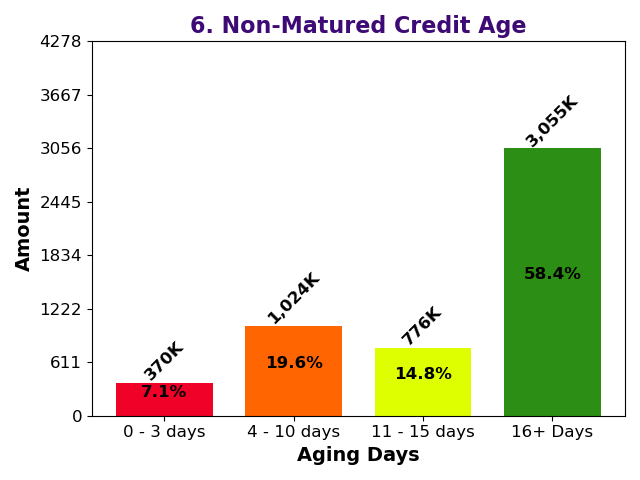 6. Non-Matured Credit Age
Amount
4278
3667
3056
2445
1834
1222
611
0
370K
7.1%
1,024K
19.6%
776K
14.8%
3,055K
58.4%
0 - 3 days
4 - 10 days
11 - 15 days
16+ Days
Aging Days